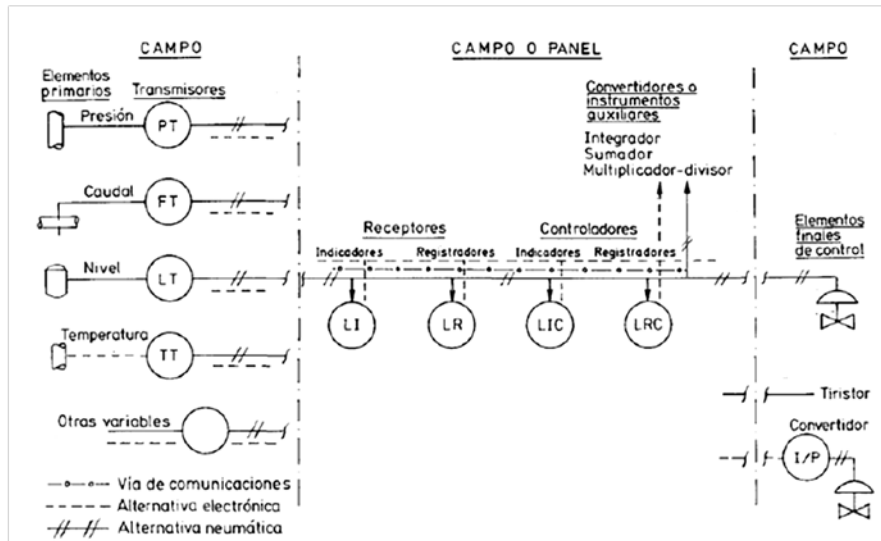 CAMPO
CAMPO O PANEL
CAMPO
Elementos
primarios
Transmisores
Convertidores o
instrumentos
auxiliares
Integrador
Sumador
Multiplicador-divisor
Presión
PT
Caudal
FT
Receptores
Controladores
Elementos
finales
de control
Indicadores
Registradores
Indicadores
Registradores
Nivel
LT
LI
LR
LIC
LRC
Temperatura
TT
Otras variables
Tiristor
Convertidor
I/P
Vía de comunicaciones
Alternativa electrónica
Alternativa neumática